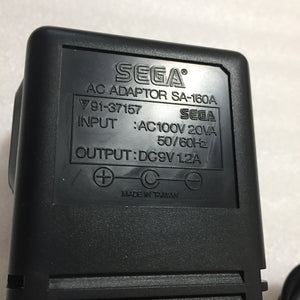 SEGA
AC ADAPTOR SA-160A
▽91-37157 SEGA
INPUT :AC100V 20VA
50/60Hz
OUTPUT:DC9V 1.2A
+ -
MADE IN TAIWAN